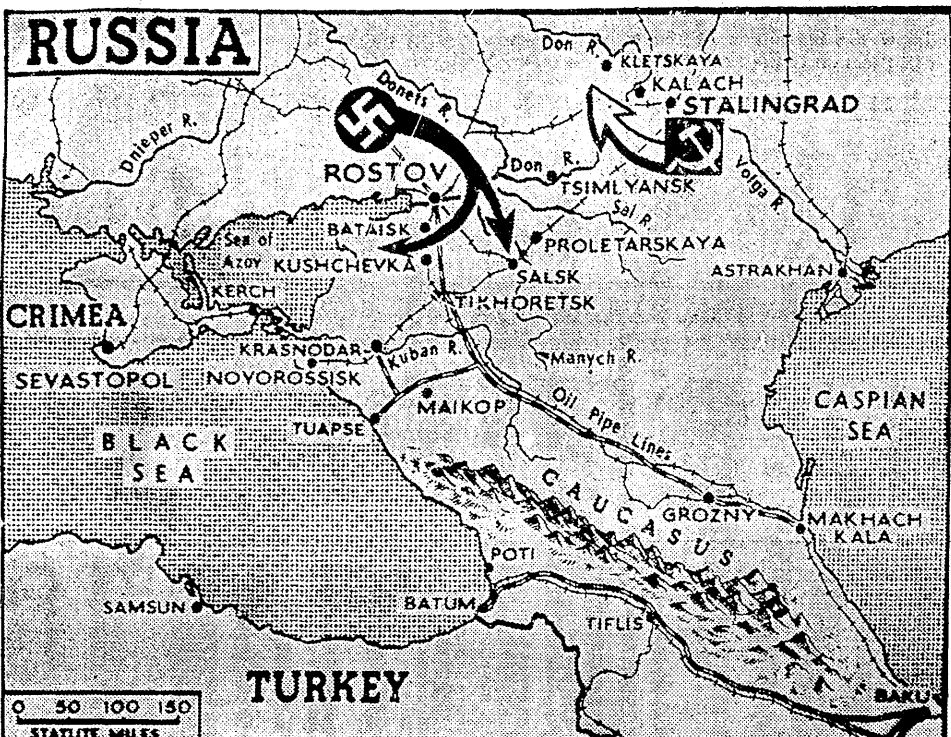 RUSSIA
Don R.
KLETSKAYA
KALACH
STALINGRAD
Donets R.
Dnieper R.
ROSTOV
Don R.
TSIMLYANSK
Volga R.
Sal R.
BATAISK
PROLETARSKAYA
Sea of
Azov
KUSHCHEVKA
SALSK
ASTRAKHAN
KERCH
TIKHORETSK
CRIMEA
KRASNODAR
Kuban R.
Manych R.
SEVASTOPOL
NOVOROSSISK
MAIKOP
Oil Pipe Lines
CASPIAN
SEA
TUAPSE
BLACK
SEA
CAUCASUS
GROZNY
MAKHACH
KALA
POTI
SAMSUN
BATUM
TIFLIS
TURKEY
BAKU
0 50 100 150
STATUTE MILES